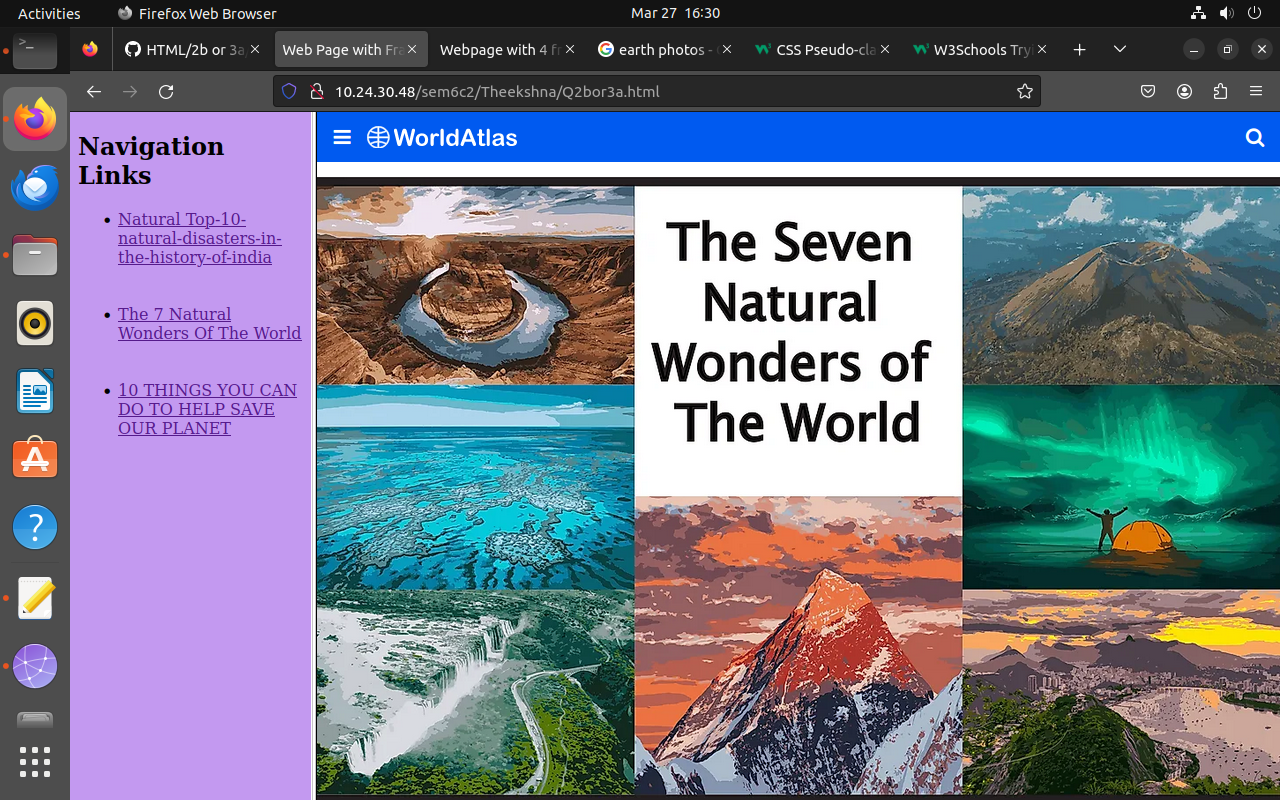 Activities
Firefox Web Browser
Mar 27 16:30
HTML/2b or 3a
Web Page with Fra
Webpage with 4 f
earth photos -
CSS Pseudo-cla
W3Schools Try
10.24.30.48/sem6c2/Theekshna/Q2bor3a.html
Navigation
Links
Natural Top-10-
natural-disasters-in-
the-history-of-india
The 7 Natural
Wonders Of The World
10 THINGS YOU CAN
DO TO HELP SAVE
OUR PLANET
WorldAtlas
The Seven
Natural
Wonders of
The World